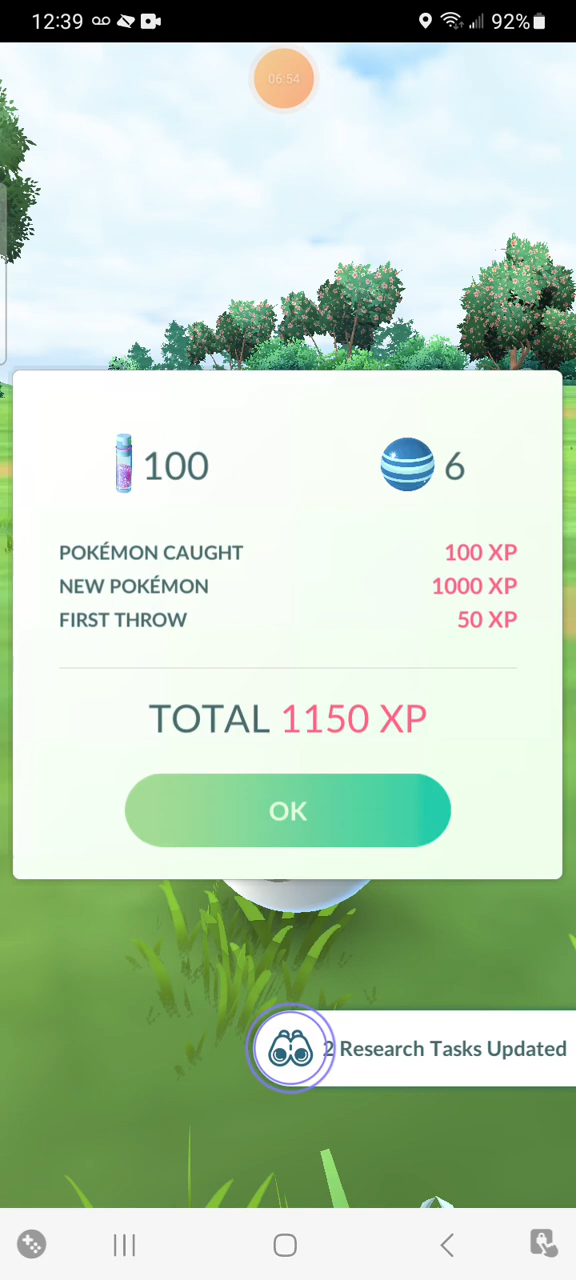 12:39 92%
06:54
100 6
POKÉMON CAUGHT 100 XP
NEW POKÉMON 1000 XP
FIRST THROW 50 XP
TOTAL 1150 XP
OK
2 Research Tasks Updated